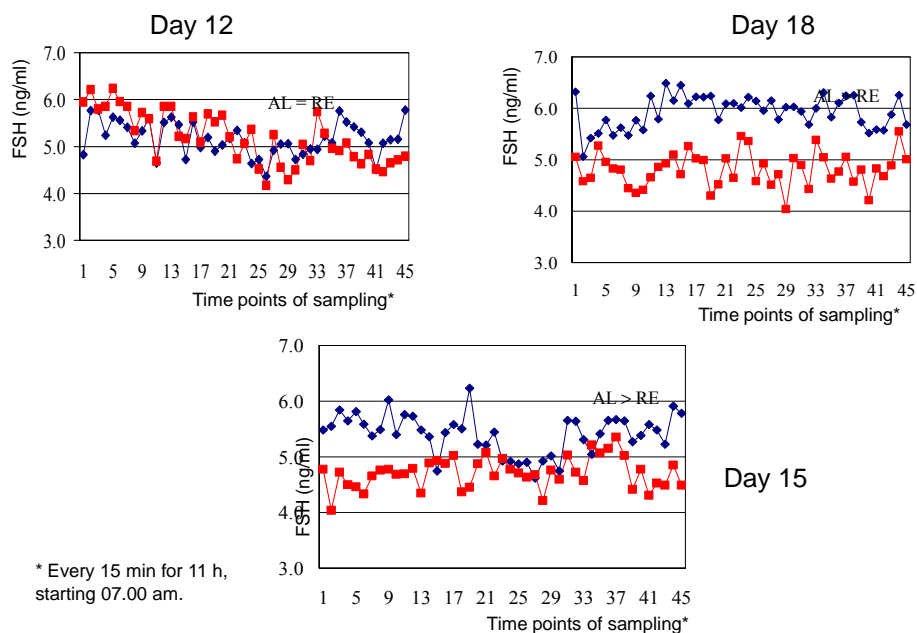 Day 12
FSH (ng/ml)
7.0
6.0
5.0
4.0
3.0
AL = RE
1 5 9 13 17 21 25 29 33 37 41 45
Time points of sampling*
Day 18
FSH (ng/ml)
7.0
6.0
5.0
4.0
3.0
AL > RE
1 5 9 13 17 21 25 29 33 37 41 45
Time points of sampling*
FSH (ng/ml)
7.0
6.0
5.0
4.0
3.0
AL > RE
1 5 9 13 17 21 25 29 33 37 41 45
Time points of sampling*
Day 15
* Every 15 min for 11 h,
starting 07.00 am.